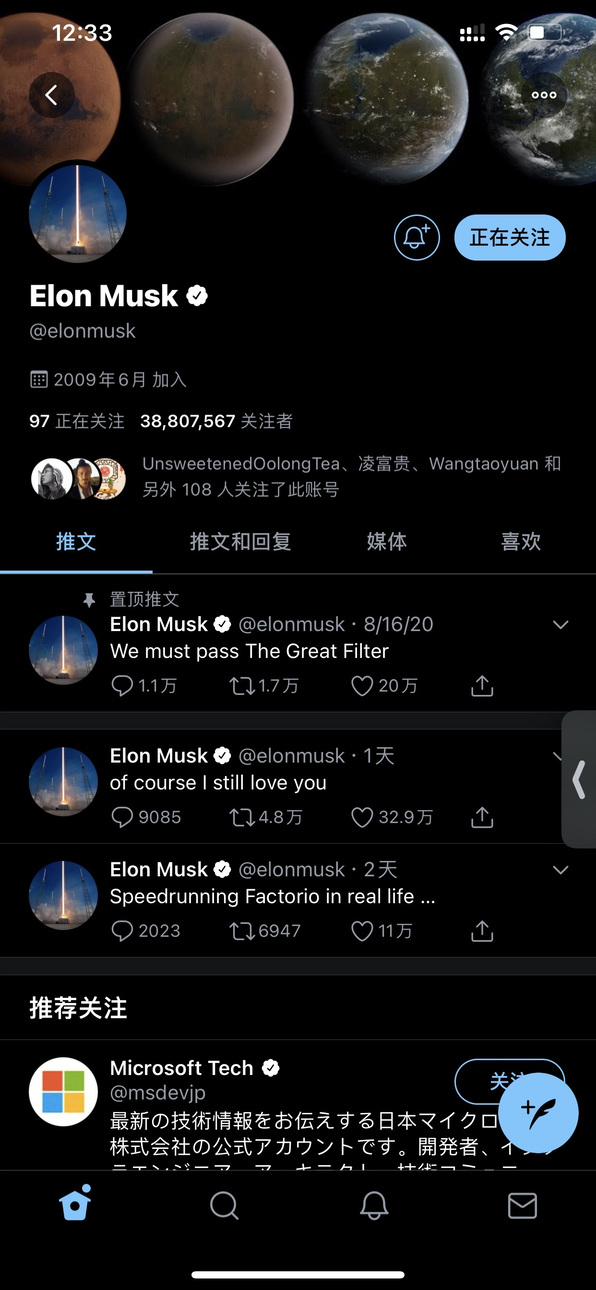 12:33
正在关注
Elon Musk
@elonmusk
2009年6月 加入
97 正在关注 38,807,567 关注者
UnsweetenedOolongTea、凌富贵、Wangtaoyuan 和
另外 108 人关注了此账号
推文 推文和回复 媒体 喜欢
置顶推文
Elon Musk @elonmusk · 8/16/20
We must pass The Great Filter
1.1万 1.7万 20万
Elon Musk @elonmusk · 1天
of course I still love you
9085 4.8万 32.9万
Elon Musk @elonmusk · 2天
Speedrunning Factorio in real life ...
2023 6947 11万
推荐关注
Microsoft Tech
@msdevjp
关注
最新の技術情報をお伝えする日本マイクロ
株式会社の公式アカウントです。開発者、イ